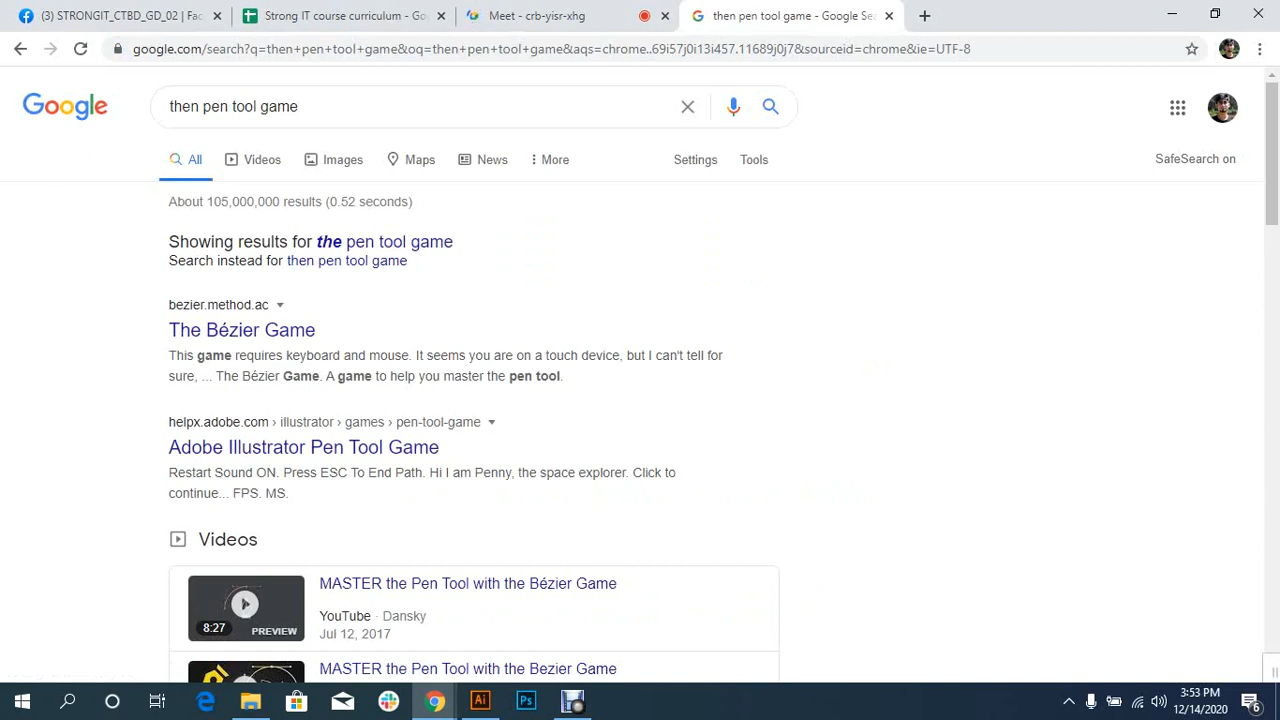 (3) STRONGIT_CTBD_GD_02 | Fac
Strong IT course curriculum - Go
Meet - crb-yisr-xhg
then pen tool game - Google Sea
google.com/search?q=then+pen+tool+game&oq=then+pen+tool+game&aqs=chrome..69i57j0i13i457.11689j0j7&sourceid=chrome&ie=UTF-8
Google
then pen tool game
All
Videos
Images
Maps
News
More
Settings
Tools
SafeSearch on
About 105,000,000 results (0.52 seconds)
Showing results for the pen tool game
Search instead for then pen tool game
bezier.method.ac
The Bézier Game
This game requires keyboard and mouse. It seems you are on a touch device, but I can't tell for
sure, ... The Bézier Game. A game to help you master the pen tool.
helpx.adobe.com › illustrator › games › pen-tool-game
Adobe Illustrator Pen Tool Game
Restart Sound ON. Press ESC To End Path. Hi I am Penny, the space explorer. Click to
continue... FPS. MS.
Videos
MASTER the Pen Tool with the Bézier Game
YouTube · Dansky
Jul 12, 2017
8:27
PREVIEW
MASTER the Pen Tool with the Bezier Game
Ai
Ps
3:53 PM
12/14/2020
6